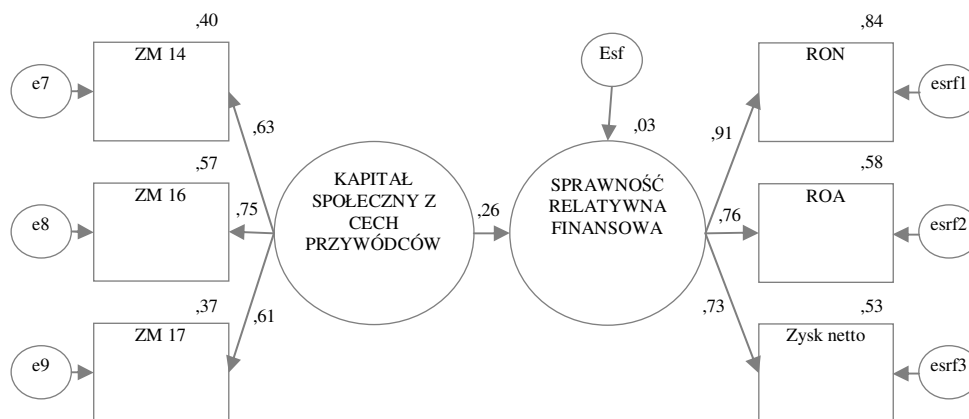 ,40
,84
ZM 14
Esf
RON
e7
esrf1
,03
,63
,91
,57
KAPITAŁ
SPOŁECZNY Z
CECH
PRZYWÓDCÓW
SPRAWNOŚĆ
RELATYWNA
FINANSOWA
,58
ZM 16
,75
,26
,76
ROA
e8
esrf2
,37
,61
,73
,53
ZM 17
Zysk netto
e9
esrf3